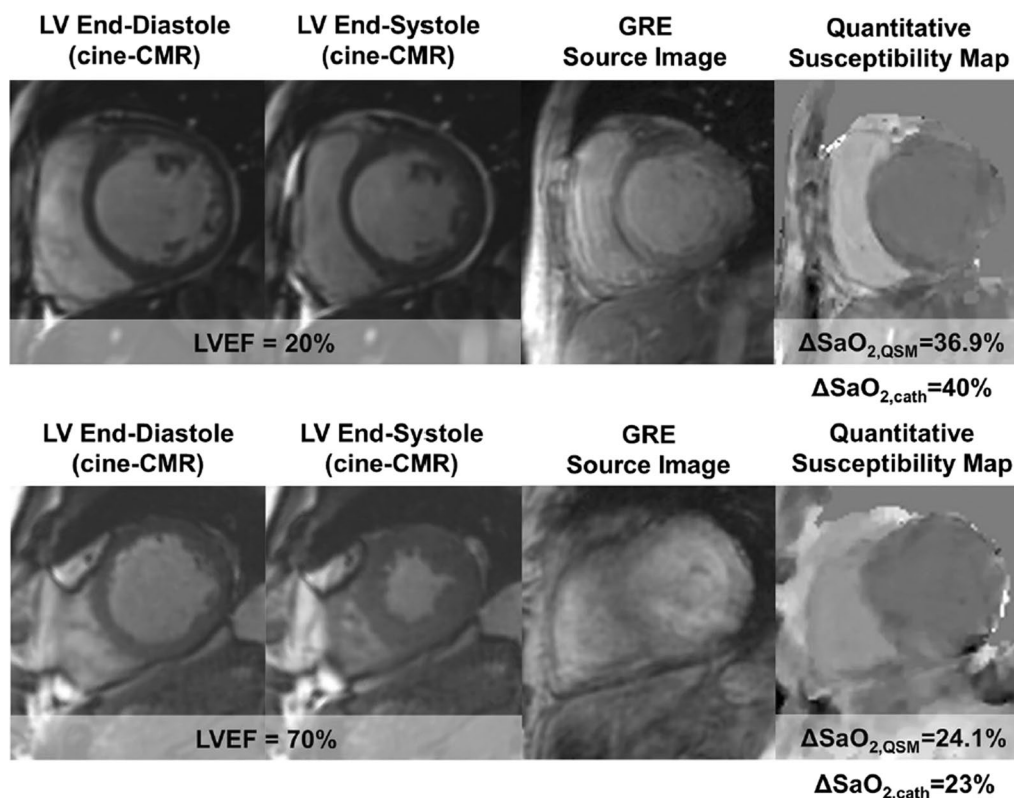 LV End-Diastole
(cine-CMR)
LV End-Systole
(cine-CMR)
GRE
Source Image
Quantitative
Susceptibility Map
LVEF = 20%
ΔSaO2,QSM=36.9%
ΔSaO2,cath=40%
LV End-Diastole
(cine-CMR)
LV End-Systole
(cine-CMR)
GRE
Source Image
Quantitative
Susceptibility Map
LVEF = 70%
ΔSaO2,QSM=24.1%
ΔSaO2,cath=23%